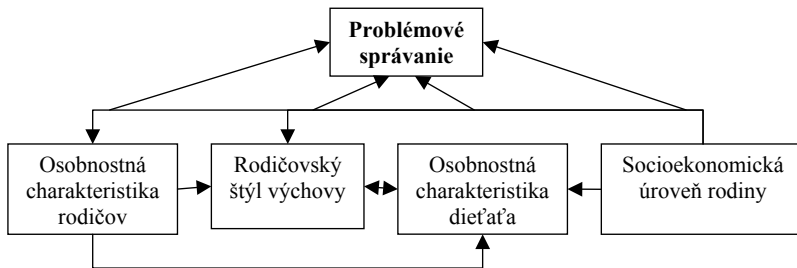 Problémové
správanie
Osobnostná
charakteristika
rodičov
Rodičovský
štýl výchovy
Osobnostná
charakteristika
dieťaťa
Socioekonomická
úroveň rodiny